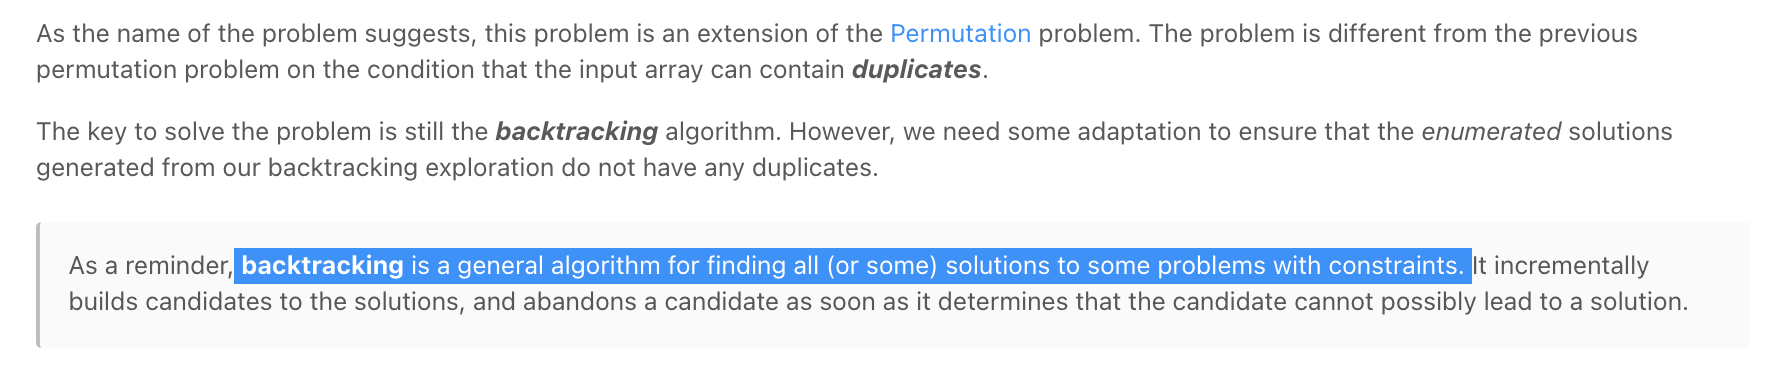 As the name of the problem suggests, this problem is an extension of the Permutation problem. The problem is different from the previous
permutation problem on the condition that the input array can contain duplicates.
The key to solve the problem is still the backtracking algorithm. However, we need some adaptation to ensure that the enumerated solutions
generated from our backtracking exploration do not have any duplicates.
As a reminder, backtracking is a general algorithm for finding all (or some) solutions to some problems with constraints. It incrementally
builds candidates to the solutions, and abandons a candidate as soon as it determines that the candidate cannot possibly lead to a solution.